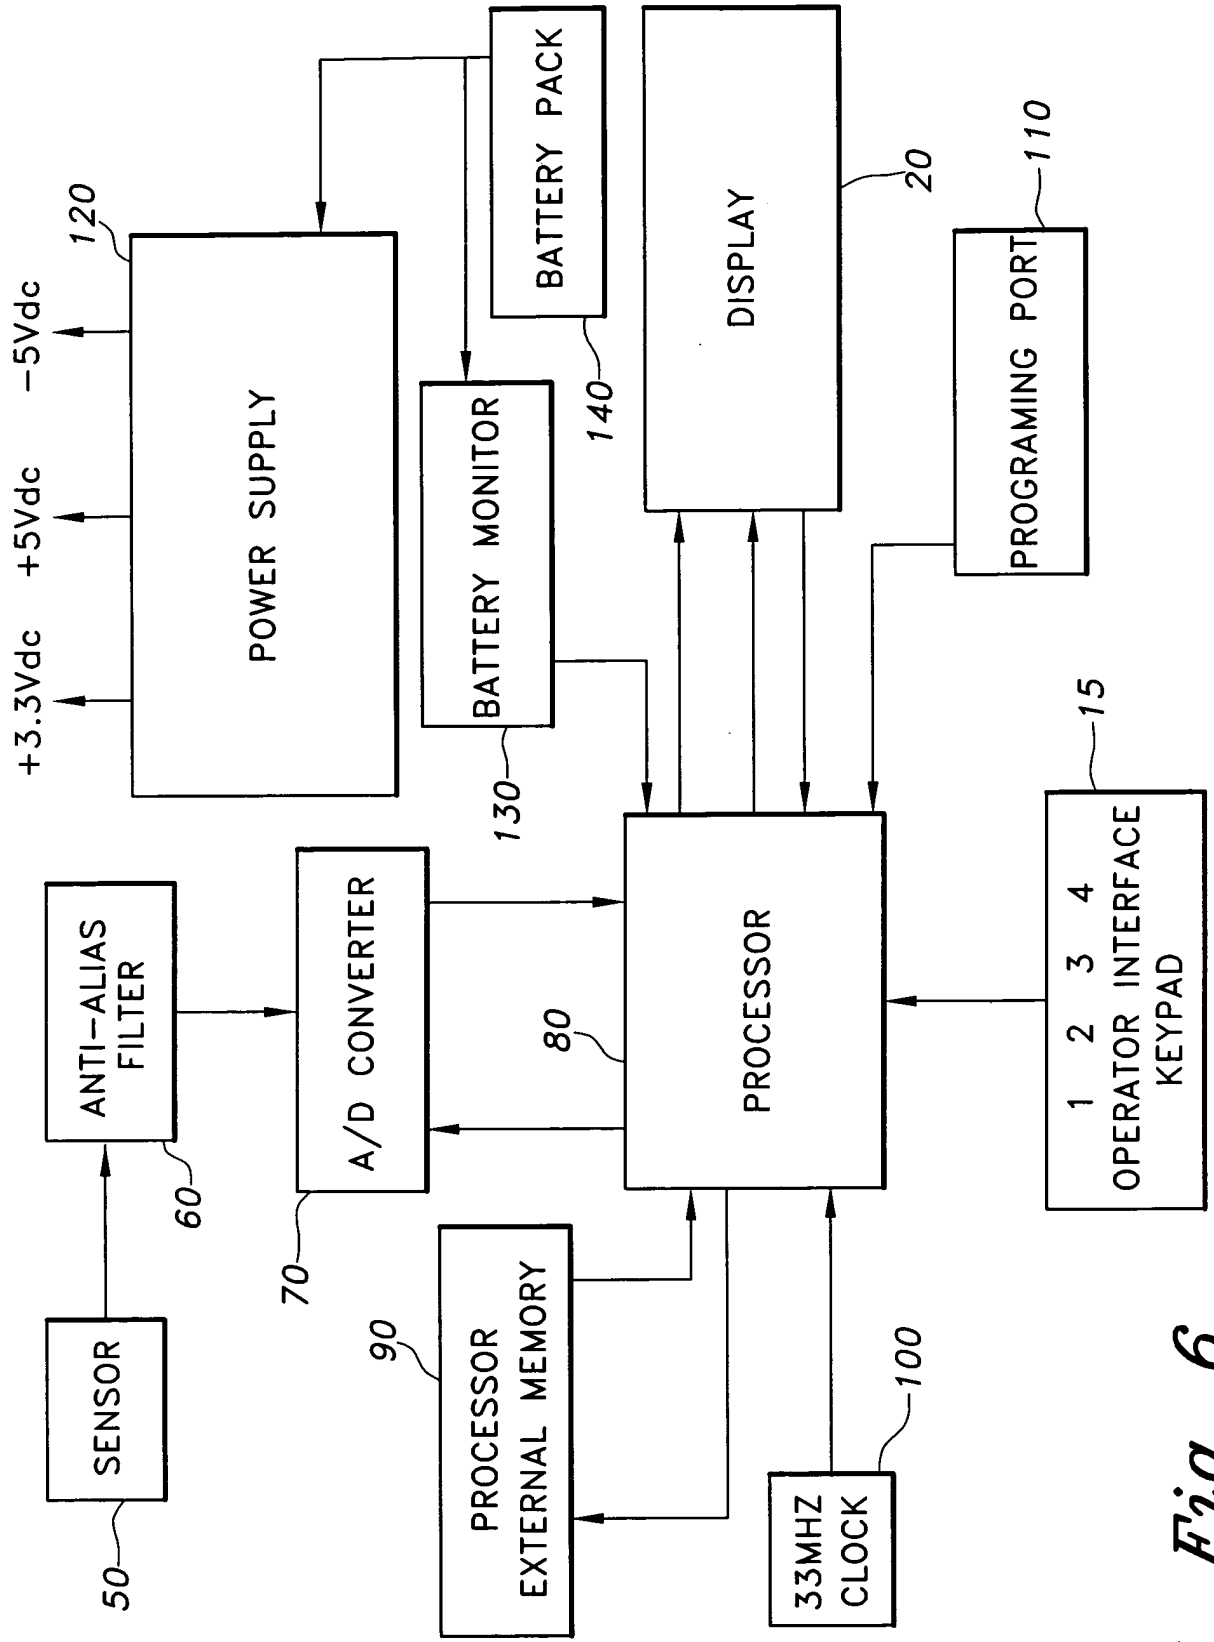 +3.3Vdc +5Vdc −5Vdc
120
POWER SUPPLY
SENSOR
50
ANTI−ALIAS
FILTER
60
A/D CONVERTER
70
BATTERY MONITOR
130
BATTERY PACK
140
PROCESSOR
EXTERNAL MEMORY
90
PROCESSOR
80
DISPLAY
20
33MHZ
CLOCK
100
PROGRAMING PORT
110
1 2 3 4
OPERATOR INTERFACE
KEYPAD
15
Fig. 6